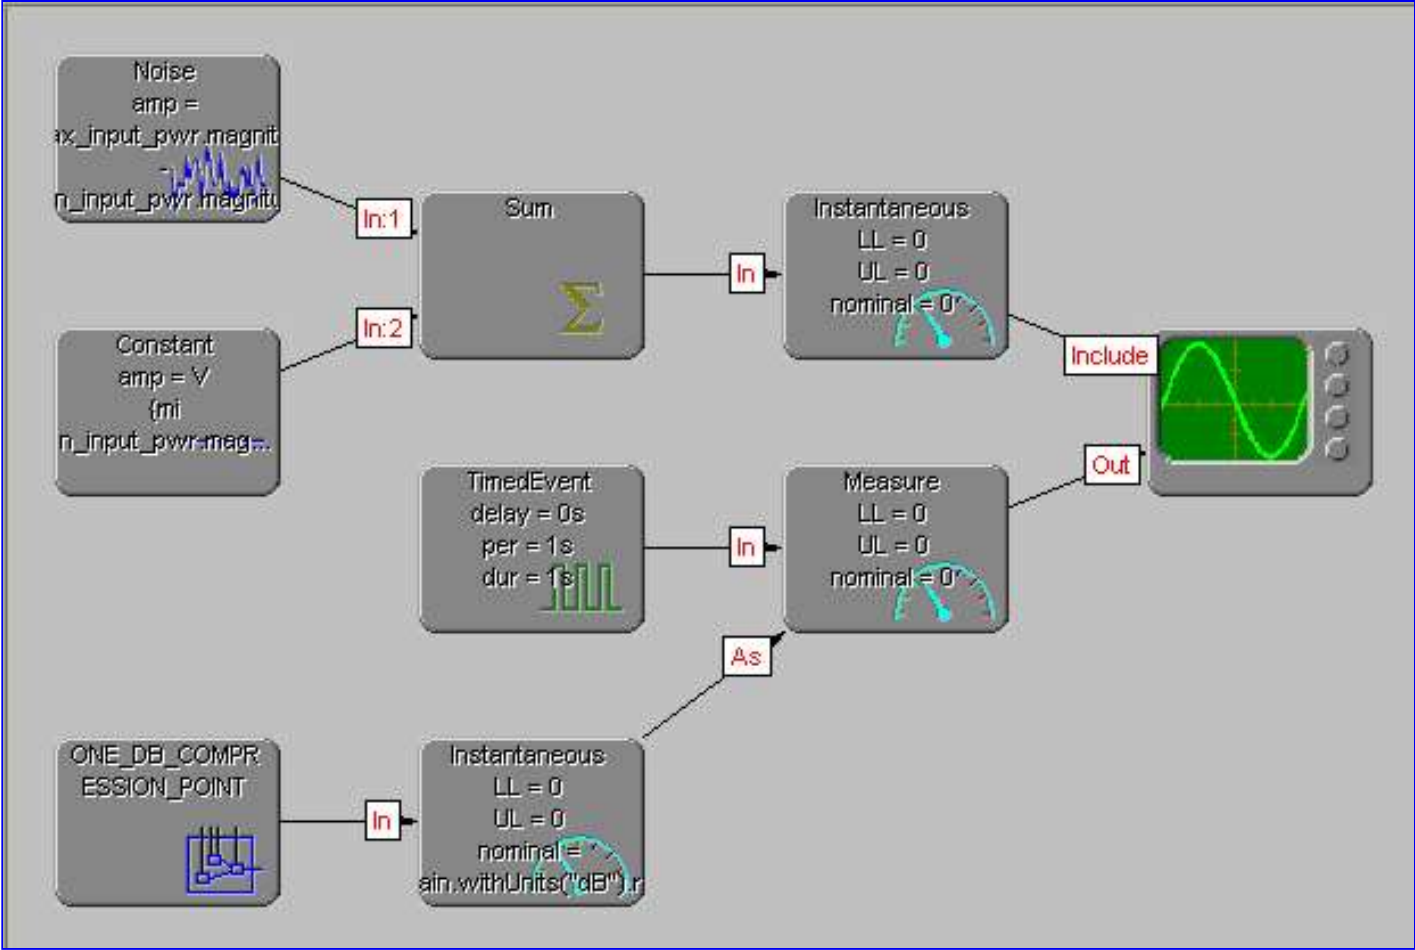 Noise
amp =
ax_input_pwr.magnit
n_input_pwr.magnitu
In:1
Sum
Instantaneous
LL = 0
UL = 0
nominal = 0
In
In:2
Constant
amp = V
{mi
n_input_pwr.mag...
Include
Out
TimedEvent
delay = 0s
per = 1s
dur = 1s
In
Measure
LL = 0
UL = 0
nominal = 0
As
ONE_DB_COMPR
ESSION_POINT
In
Instantaneous
LL = 0
UL = 0
nominal =
ain.withUnits("dB").r